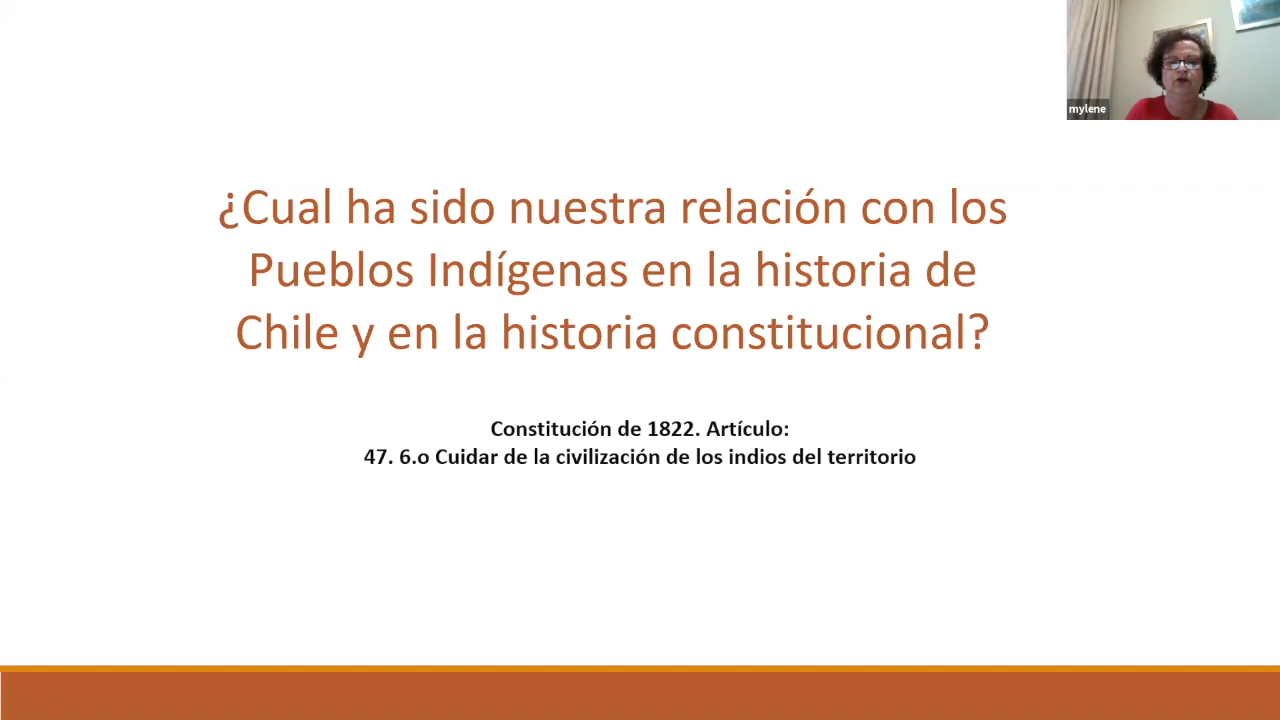 mylene
¿Cual ha sido nuestra relación con los
Pueblos Indígenas en la historia de
Chile y en la historia constitucional?
Constitución de 1822. Artículo:
47. 6.o Cuidar de la civilización de los indios del territorio